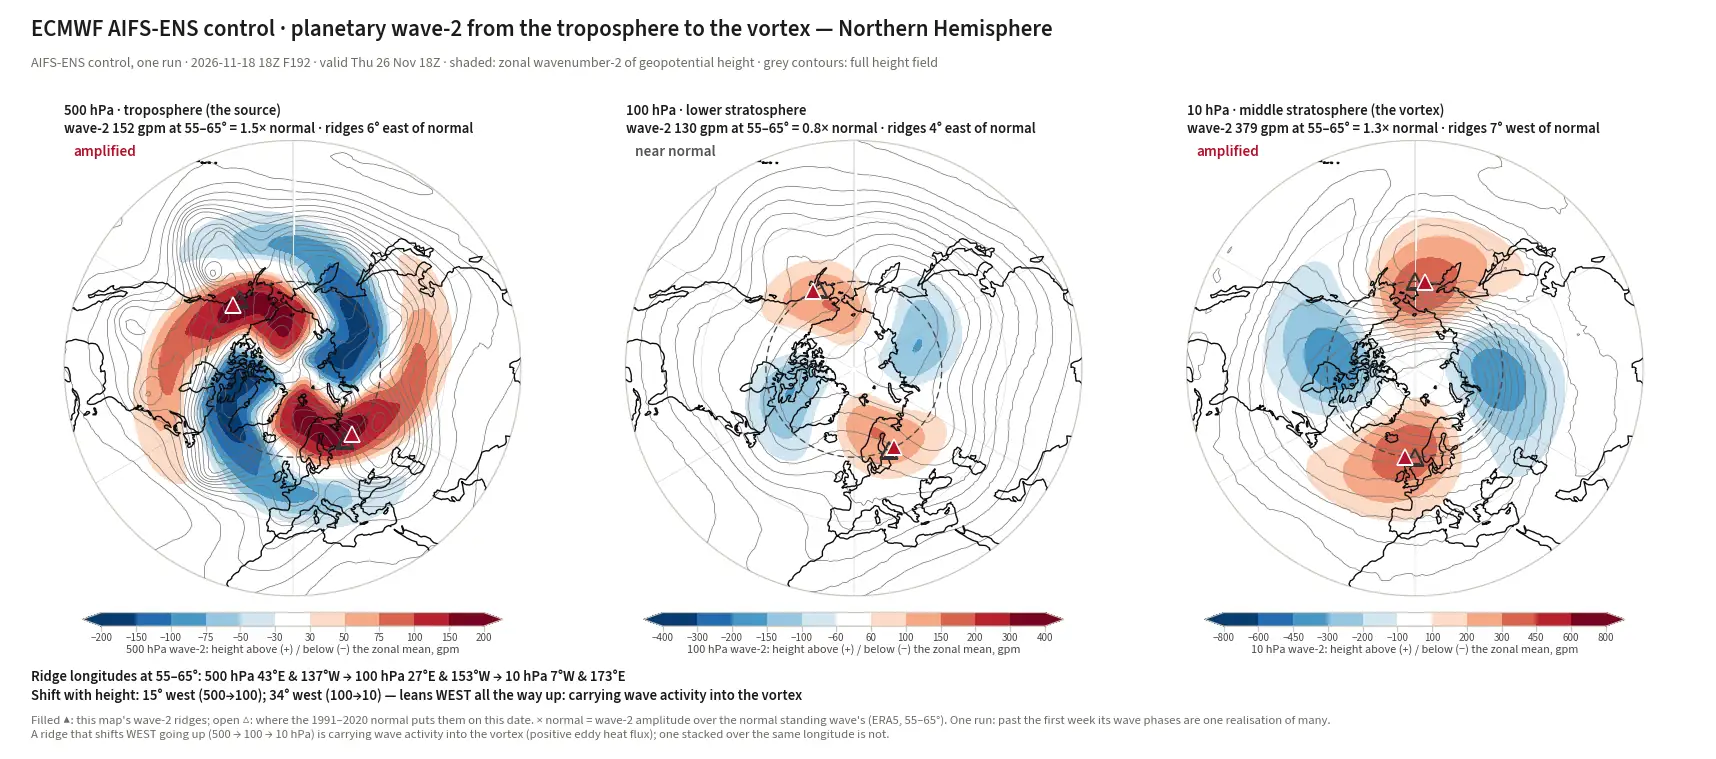 ECMWF AIFS-ENS control · planetary wave-2 from the troposphere to the vortex — Northern Hemisphere
AIFS-ENS control, one run · 2026-11-18 18Z F192 · valid Thu 26 Nov 18Z · shaded: zonal wavenumber-2 of geopotential height · grey contours: full height field
500 hPa · troposphere (the source)
wave-2 152 gpm at 55–65° = 1.5× normal · ridges 6° east of normal
amplified
100 hPa · lower stratosphere
wave-2 130 gpm at 55–65° = 0.8× normal · ridges 4° east of normal
near normal
10 hPa · middle stratosphere (the vortex)
wave-2 379 gpm at 55–65° = 1.3× normal · ridges 7° west of normal
amplified
−200 −150 −100 −75 −50 −30 30 50 75 100 150 200
500 hPa wave-2: height above (+) / below (−) the zonal mean, gpm
−400 −300 −200 −150 −100 −60 60 100 150 200 300 400
100 hPa wave-2: height above (+) / below (−) the zonal mean, gpm
−800 −600 −450 −300 −200 −100 100 200 300 450 600 800
10 hPa wave-2: height above (+) / below (−) the zonal mean, gpm
Ridge longitudes at 55–65°: 500 hPa 43°E & 137°W → 100 hPa 27°E & 153°W → 10 hPa 7°W & 173°E
Shift with height: 15° west (500→100); 34° west (100→10) — leans WEST all the way up: carrying wave activity into the vortex
Filled ▲: this map's wave-2 ridges; open △: where the 1991–2020 normal puts them on this date. × normal = wave-2 amplitude over the normal standing wave's (ERA5, 55–65°). One run: past the first week its wave phases are one realisation of many.
A ridge that shifts WEST going up (500 → 100 → 10 hPa) is carrying wave activity into the vortex (positive eddy heat flux); one stacked over the same longitude is not.